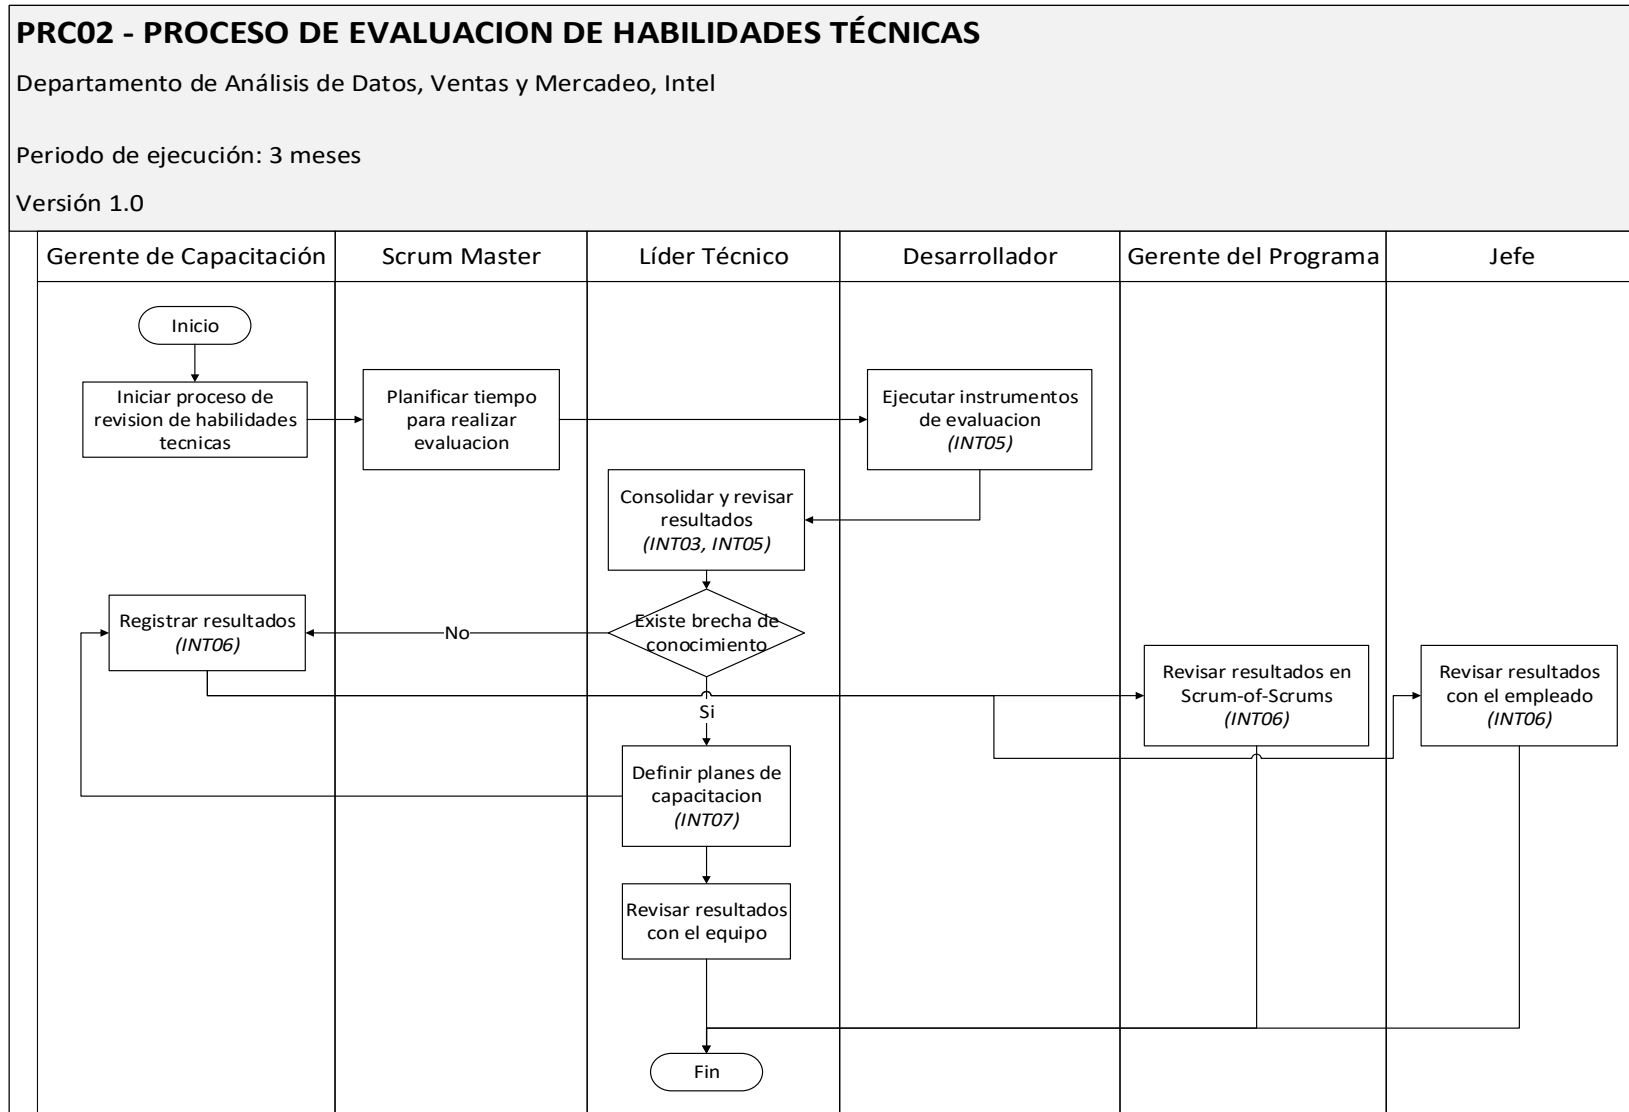 PRC02 - PROCESO DE EVALUACION DE HABILIDADES TÉCNICAS
Departamento de Análisis de Datos, Ventas y Mercadeo, Intel
Periodo de ejecución: 3 meses
Versión 1.0
Gerente de Capacitación
Scrum Master
Líder Técnico
Desarrollador
Gerente del Programa
Jefe
Inicio
Iniciar proceso de
revision de habilidades
tecnicas
Planificar tiempo
para realizar
evaluacion
Ejecutar instrumentos
de evaluacion
(INT05)
Consolidar y revisar
resultados
(INT03, INT05)
Existe brecha de
conocimiento
No
Registrar resultados
(INT06)
Revisar resultados en
Scrum-of-Scrums
(INT06)
Revisar resultados
con el empleado
(INT06)
Si
Definir planes de
capacitacion
(INT07)
Revisar resultados
con el equipo
Fin